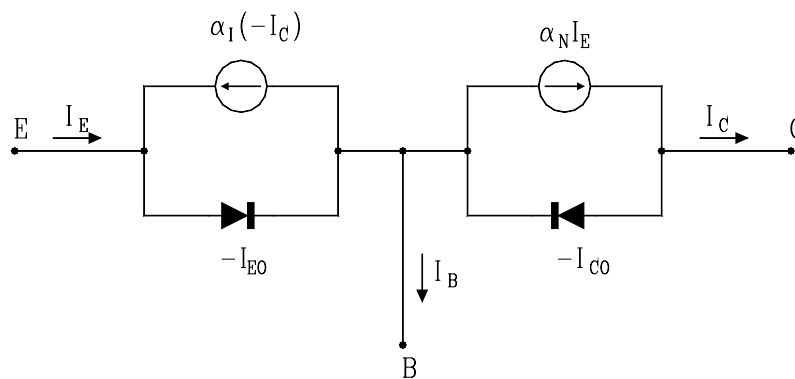 α_I(-I_C)
α_N I_E
E
I_E
I_C
-I_EO
-I_CO
I_B
B